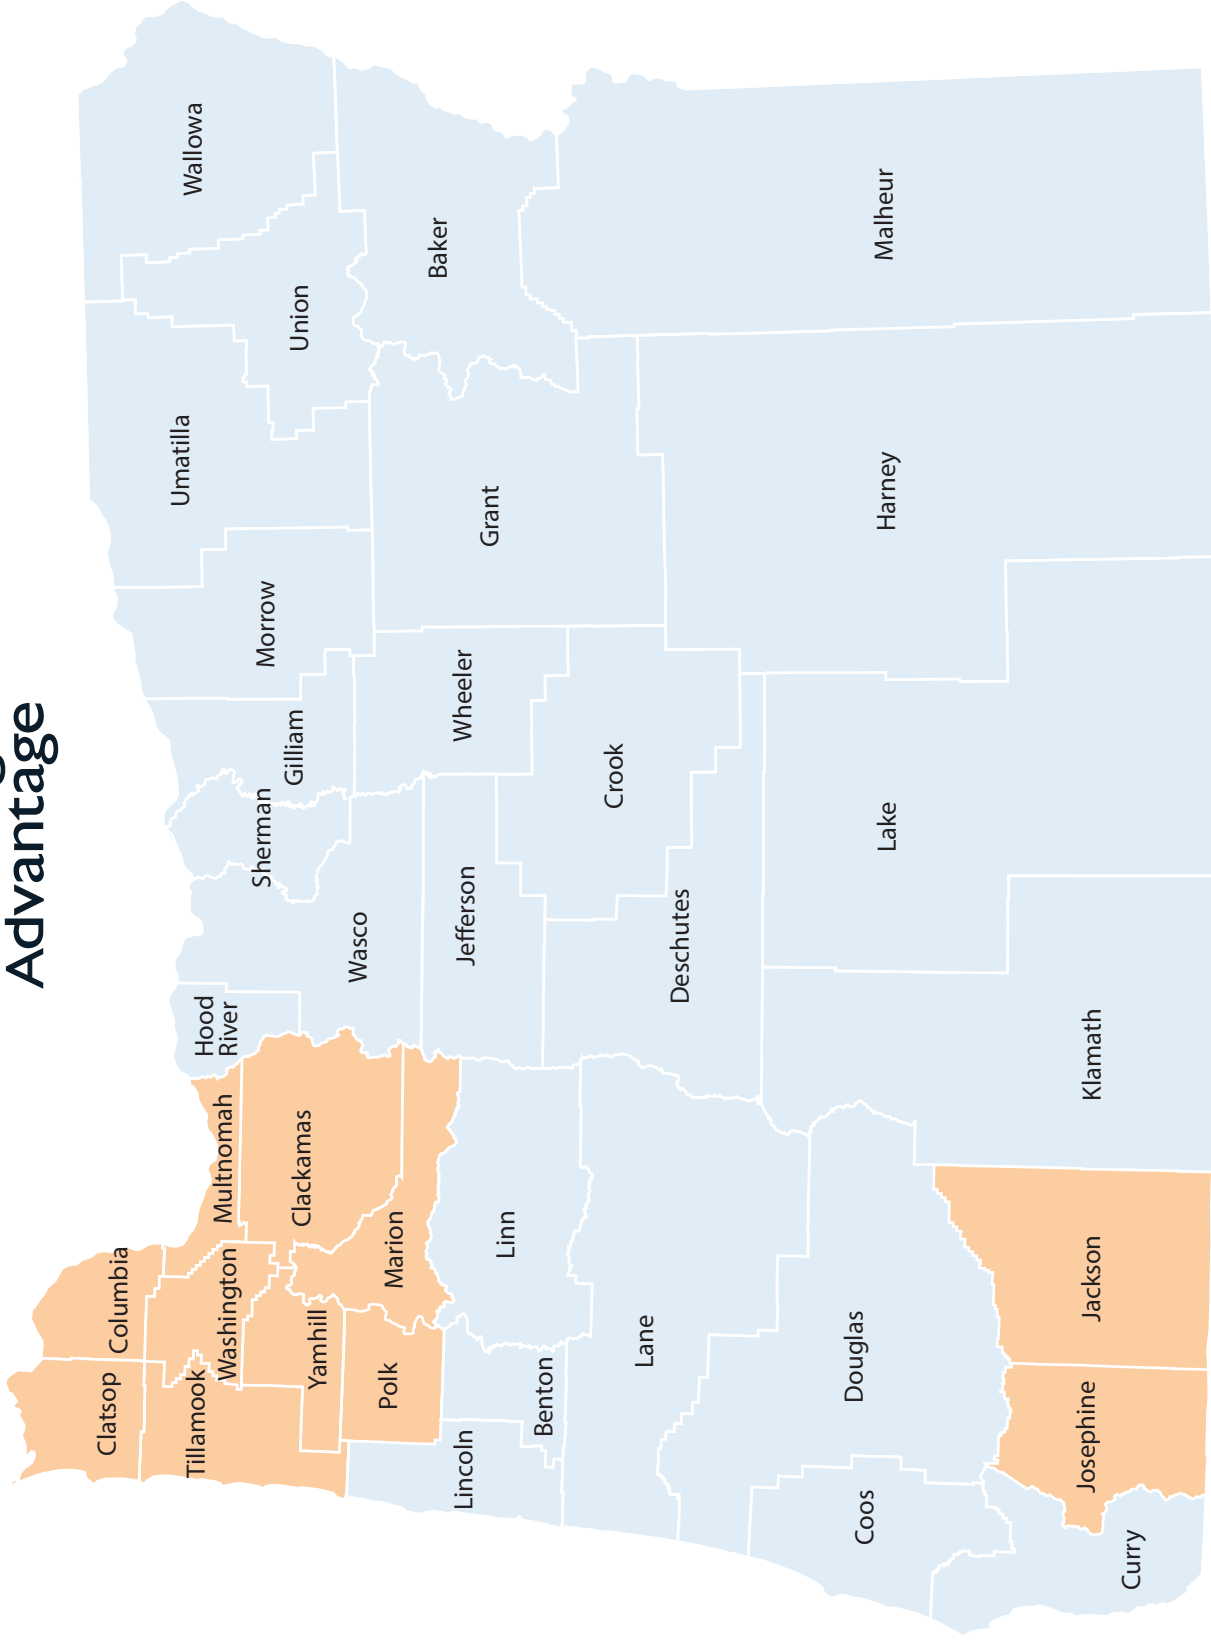 Advantage
Clatsop
Columbia
Tillamook
Washington
Multnomah
Yamhill
Clackamas
Polk
Marion
Lincoln
Benton
Linn
Lane
Douglas
Coos
Curry
Josephine
Jackson
Klamath
Hood
River
Wasco
Sherman
Gilliam
Morrow
Umatilla
Union
Wallowa
Baker
Grant
Wheeler
Jefferson
Crook
Deschutes
Lake
Harney
Malheur